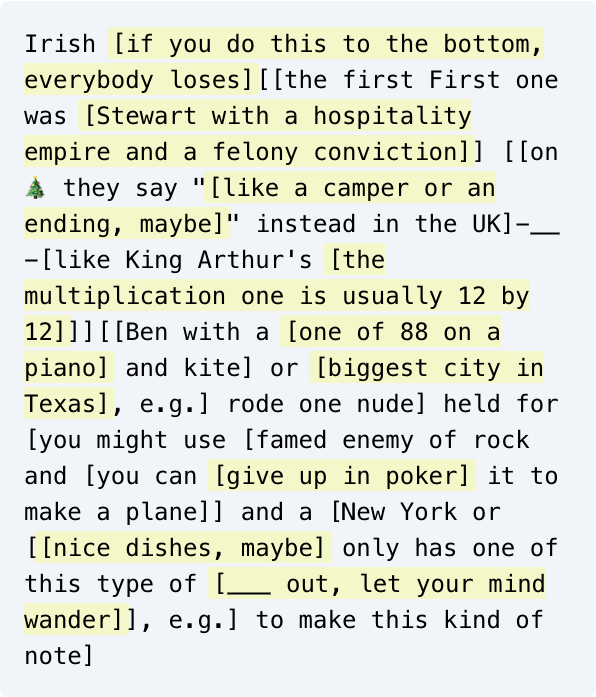 Irish [if you do this to the bottom,
everybody loses][[the first First one
was [Stewart with a hospitality
empire and a felony conviction]] [[on
🎄 they say "[like a camper or an
ending, maybe]" instead in the UK]-__
-[like King Arthur's [the
multiplication one is usually 12 by
12]]][[Ben with a [one of 88 on a
piano] and kite] or [biggest city in
Texas], e.g.] rode one nude] held for
[you might use [famed enemy of rock
and [you can [give up in poker] it to
make a plane]] and a [New York or
[[nice dishes, maybe] only has one of
this type of [___ out, let your mind
wander]], e.g.] to make this kind of
note]